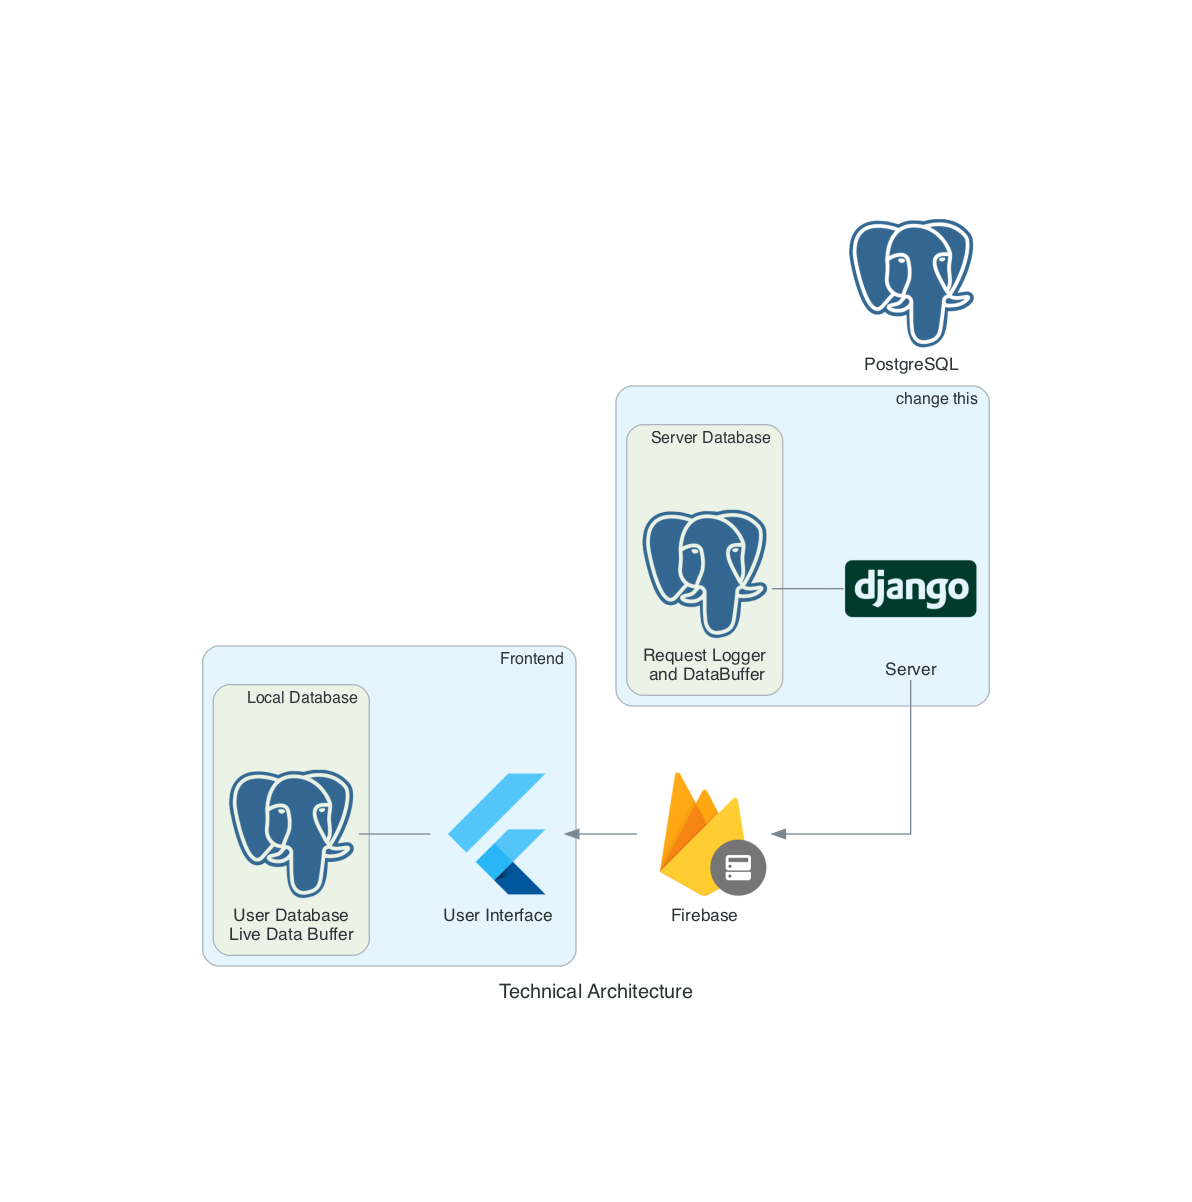 PostgreSQL
change this
Server Database
django
Request Logger
and DataBuffer
Server
Frontend
Local Database
User Database
Live Data Buffer
User Interface
Firebase
Technical Architecture